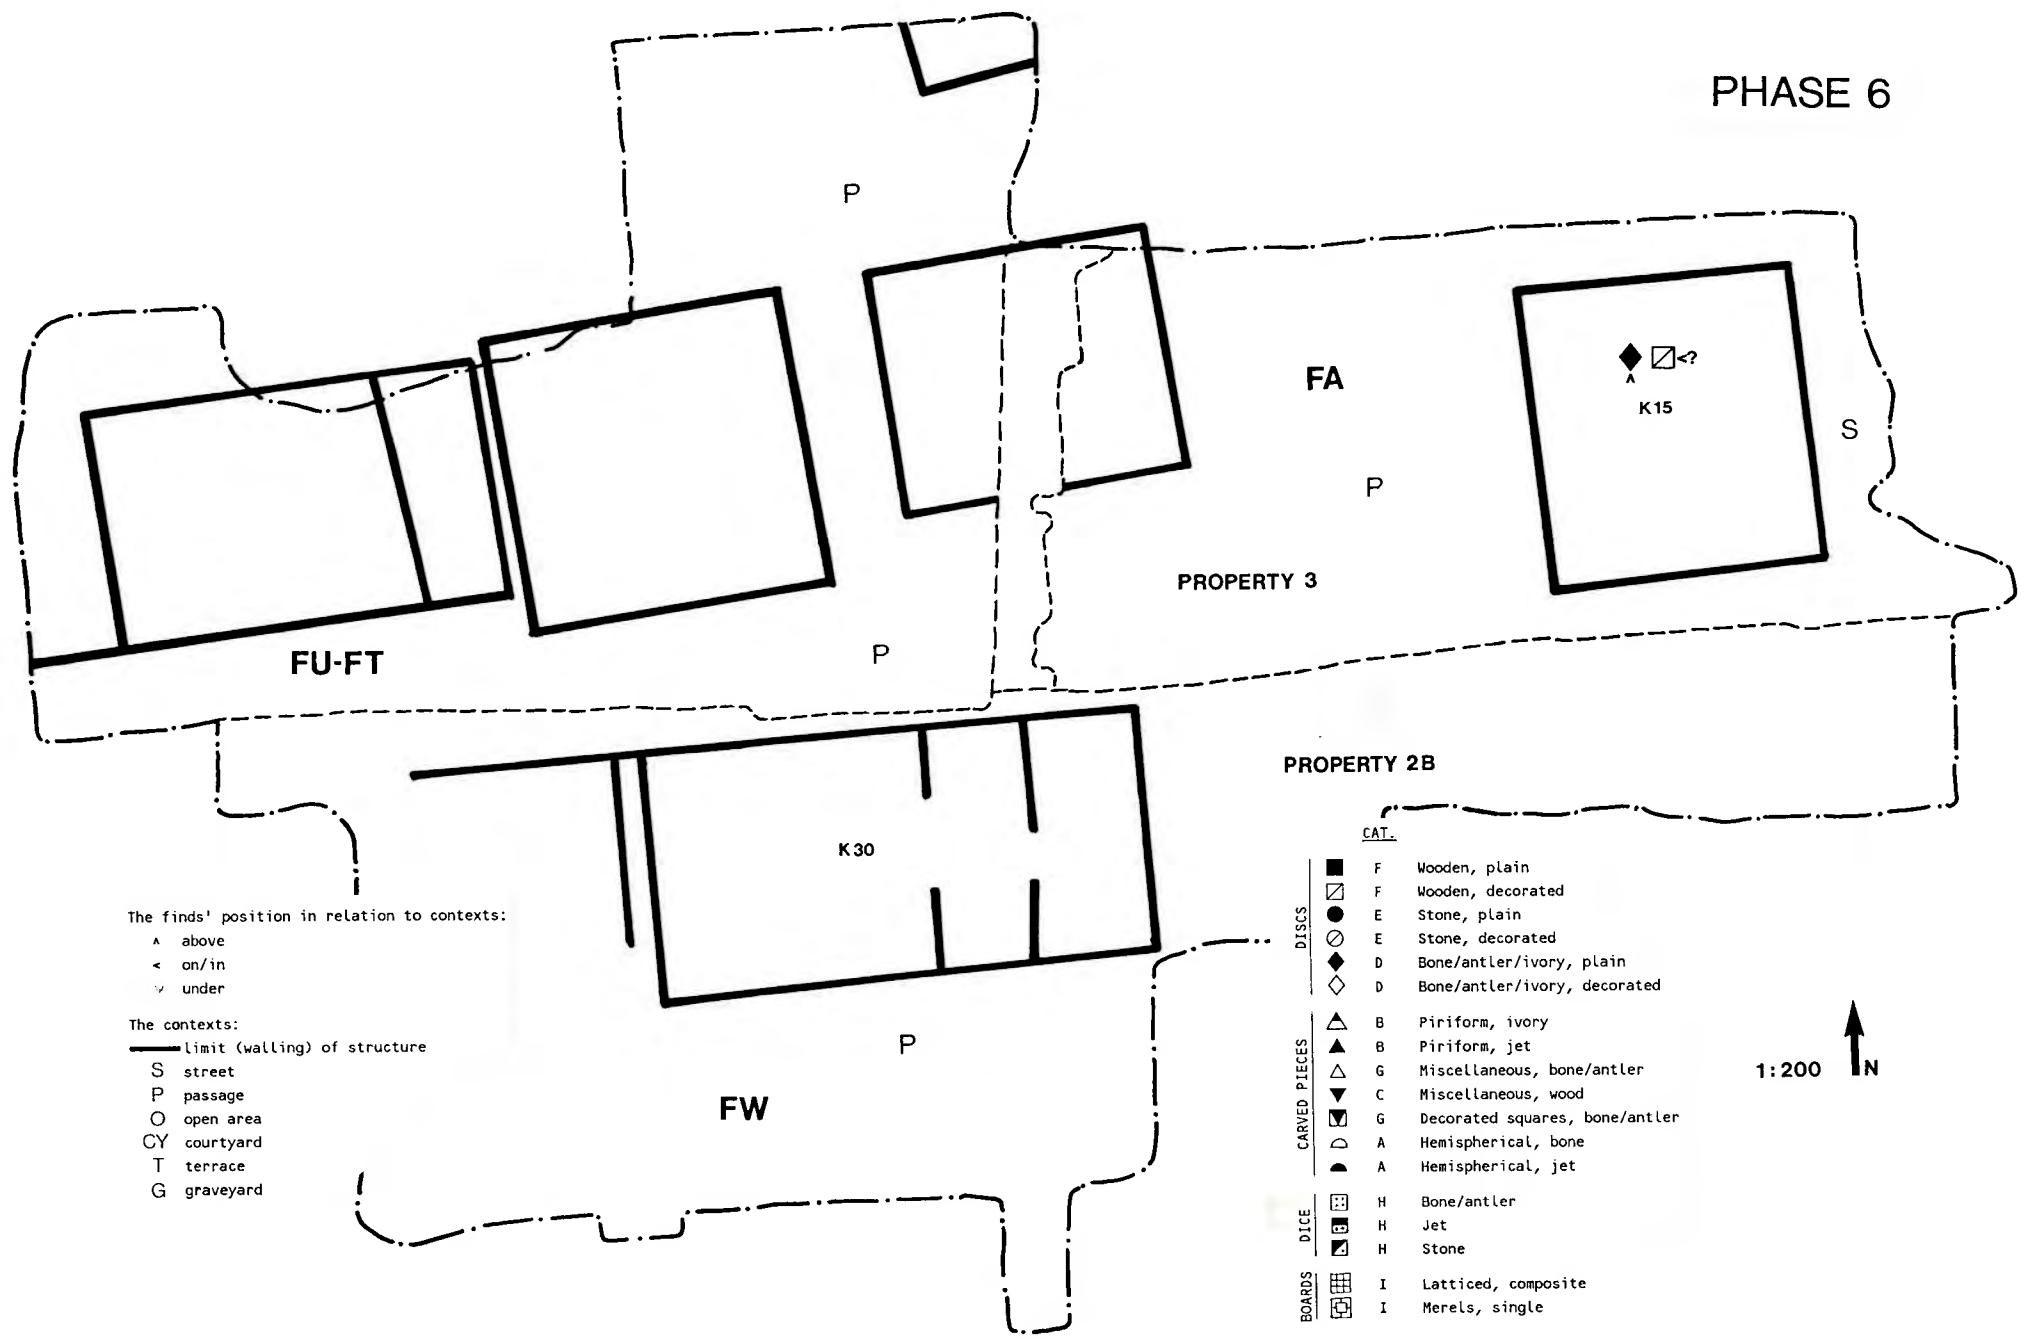 PHASE 6
P
FA
<?
^
K15
S
P
PROPERTY 3
FU-FT
P
PROPERTY 2B
K30
The finds' position in relation to contexts:
^ above
< on/in
v under
The contexts:
limit (walling) of structure
S street
P passage
O open area
CY courtyard
T terrace
G graveyard
P
FW
CAT.
DISCS
F Wooden, plain
F Wooden, decorated
E Stone, plain
E Stone, decorated
D Bone/antler/ivory, plain
D Bone/antler/ivory, decorated
CARVED PIECES
B Piriform, ivory
B Piriform, jet
G Miscellaneous, bone/antler
C Miscellaneous, wood
G Decorated squares, bone/antler
A Hemispherical, bone
A Hemispherical, jet
DICE
H Bone/antler
H Jet
H Stone
BOARDS
I Latticed, composite
I Merels, single
1:200 N